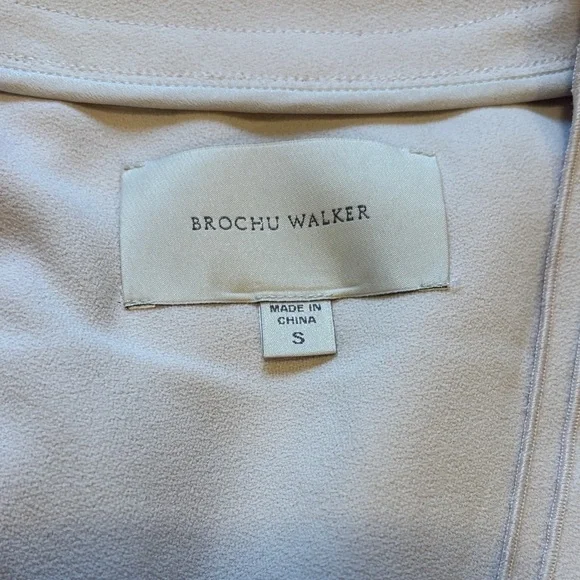 BROCHU WALKER
MADE IN
CHINA
S